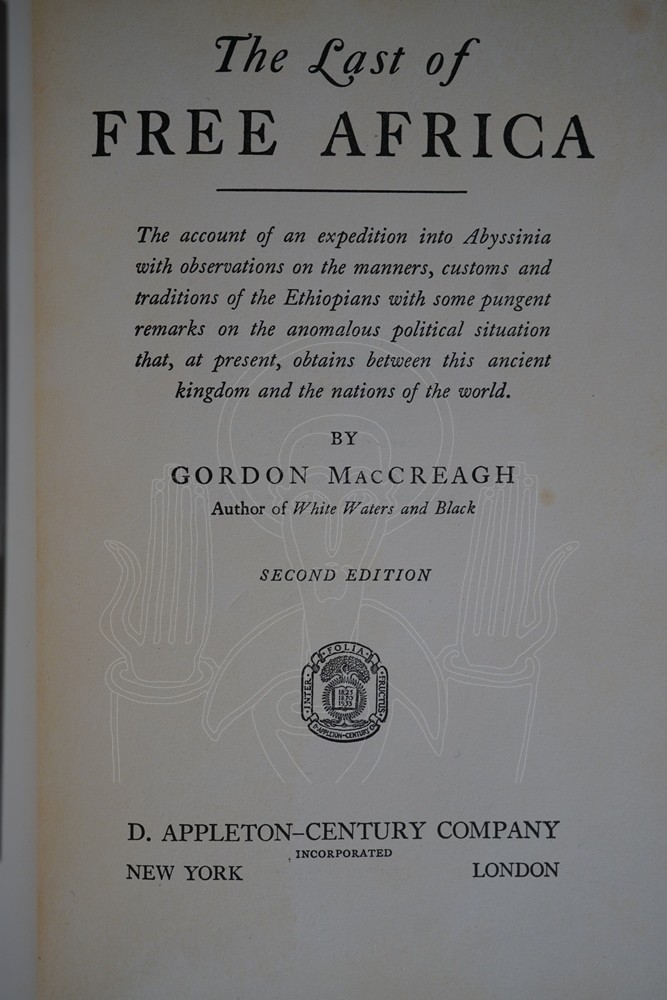 The Last of
FREE AFRICA
The account of an expedition into Abyssinia
with observations on the manners, customs and
traditions of the Ethiopians with some pungent
remarks on the anomalous political situation
that, at present, obtains between this ancient
kingdom and the nations of the world.
BY
GORDON MACCREAGH
Author of White Waters and Black
SECOND EDITION
INTER FOLIA FRUCTUS
1825
1870
1933
D. APPLETON-CENTURY CO
D. APPLETON–CENTURY COMPANY
INCORPORATED
NEW YORK LONDON